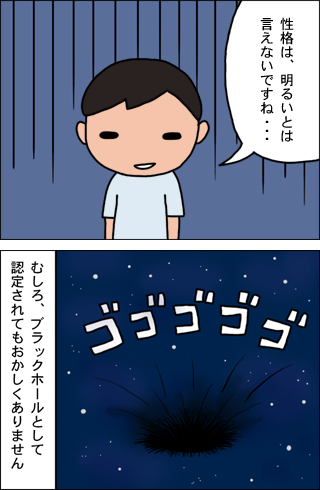 性格は、明るいとは
言えないですね・・・
ゴゴゴゴゴ
むしろ、ブラックホールとして
認定されてもおかしくありません